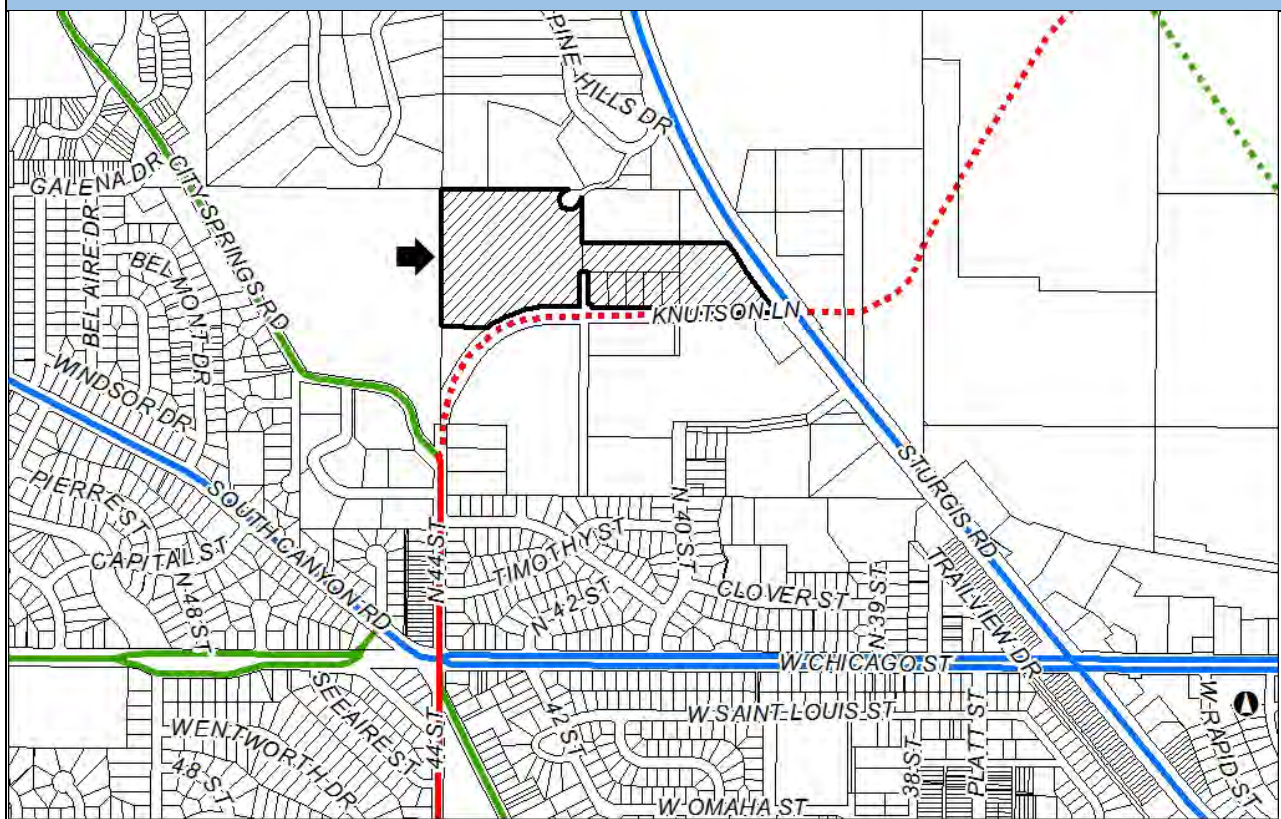 PINE HILLS DR
CITY SPRINGS RD
GALENA DR
BEL AIRE DR
BEL MONT DR
KNUTSON LN
WINDSOR DR
SOUTH CANYON RD
STURGIS RD
PIERRE ST
CAPITAL ST
N 48 ST
N 44 ST
TIMOTHY ST
N 42 ST
N 40 ST
CLOVER ST
N 39 ST
TRAILVIEW DR
W CHICAGO ST
SEEAIRE ST
WENTWORTH DR
48 ST
44 ST
42 ST
W SAINT LOUIS ST
38 ST
PLATT ST
W RAPID ST
W OMAHA ST